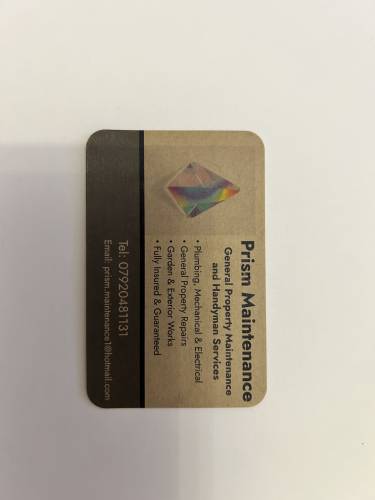 Prism Maintenance
General Property Maintenance
and Handyman Services
• Plumbing, Mechanical & Electrical
• General Property Repairs
• Garden & Exterior Works
• Fully Insured & Guaranteed
Tel: 07920481131
Email: prism.maintenance1@hotmail.com